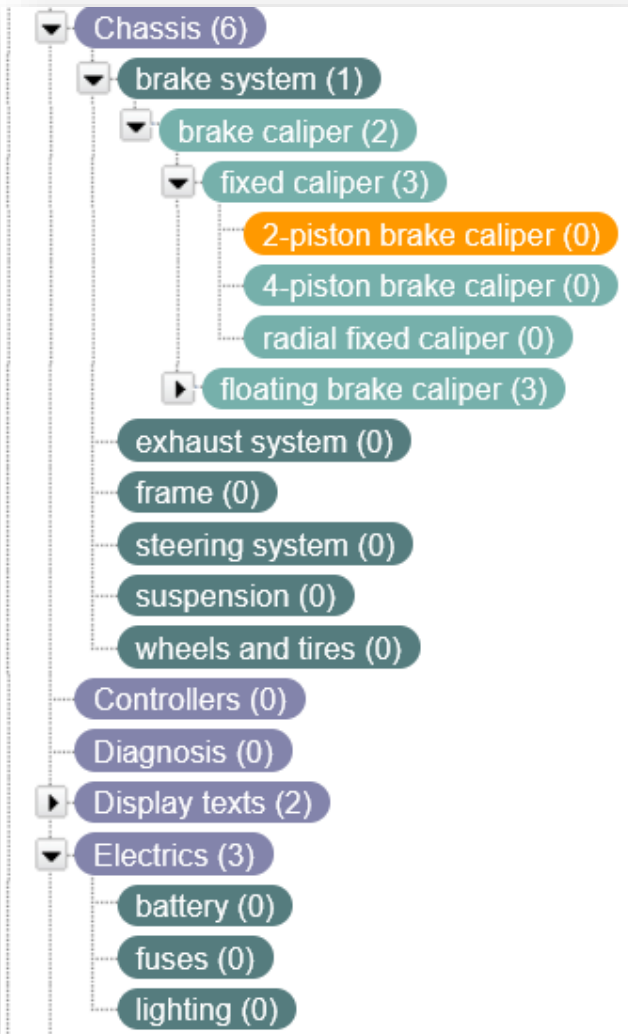 Chassis (6)
brake system (1)
brake caliper (2)
fixed caliper (3)
2-piston brake caliper (0)
4-piston brake caliper (0)
radial fixed caliper (0)
floating brake caliper (3)
exhaust system (0)
frame (0)
steering system (0)
suspension (0)
wheels and tires (0)
Controllers (0)
Diagnosis (0)
Display texts (2)
Electrics (3)
battery (0)
fuses (0)
lighting (0)